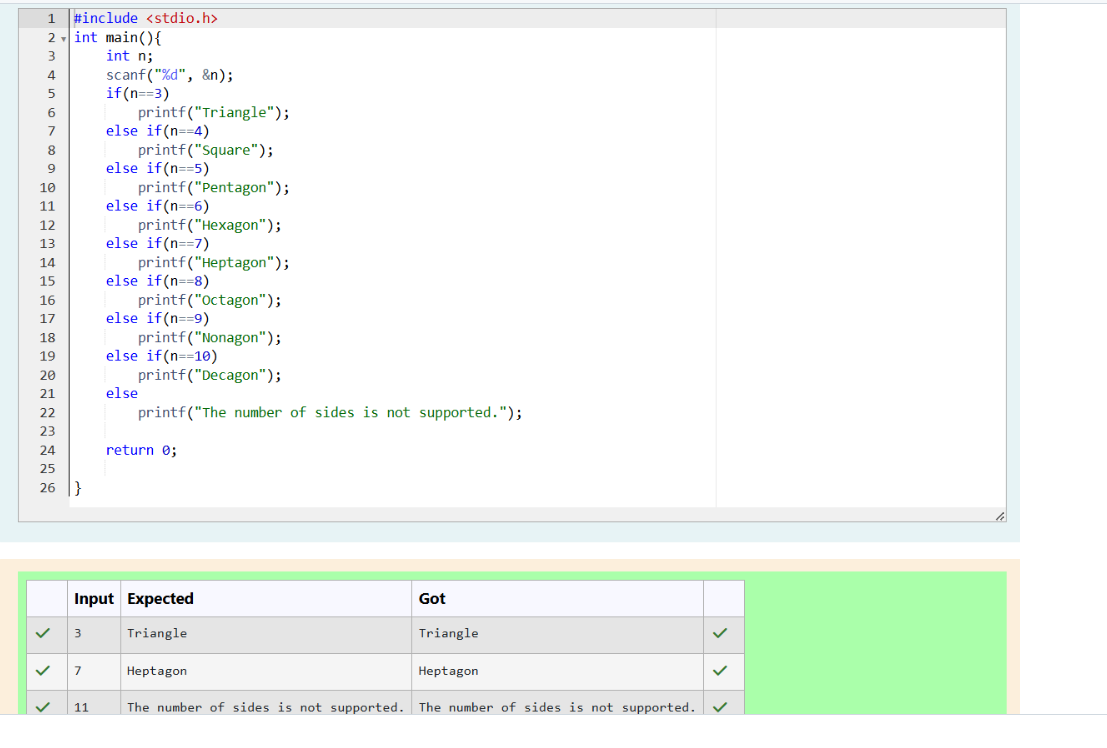 1 #include <stdio.h>
2 int main(){
3     int n;
4     scanf("%d", &n);
5     if(n==3)
6         printf("Triangle");
7     else if(n==4)
8         printf("Square");
9     else if(n==5)
10         printf("Pentagon");
11     else if(n==6)
12         printf("Hexagon");
13     else if(n==7)
14         printf("Heptagon");
15     else if(n==8)
16         printf("Octagon");
17     else if(n==9)
18         printf("Nonagon");
19     else if(n==10)
20         printf("Decagon");
21     else
22         printf("The number of sides is not supported.");
23
24     return 0;
25
26 }
Input Expected Got
3 Triangle Triangle
7 Heptagon Heptagon
11 The number of sides is not supported. The number of sides is not supported.